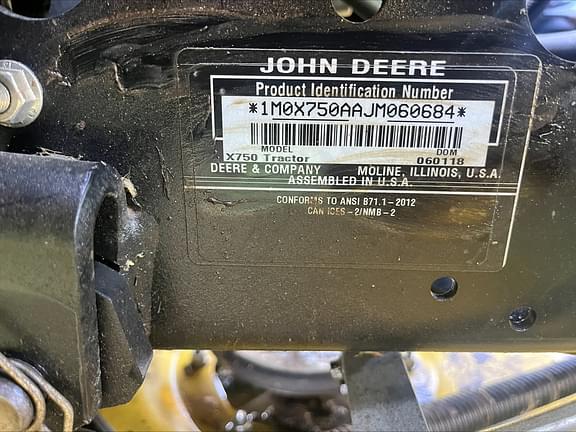 JOHN DEERE
Product Identification Number
*1M0X750AAJM060684*
MODEL DOM
X750 Tractor 060118
DEERE & COMPANY MOLINE, ILLINOIS, U.S.A.
ASSEMBLED IN U.S.A.
CONFORMS TO ANSI B71.1-2012
CAN ICES-2/NMB-2